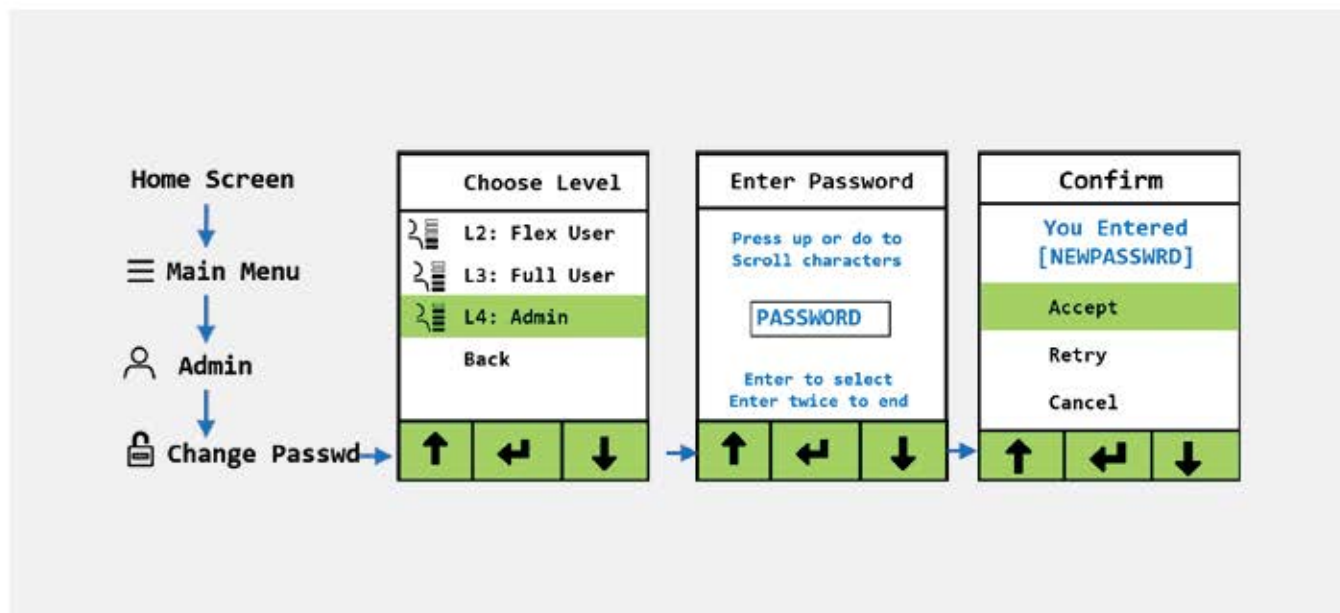 Home Screen
Main Menu
Admin
Change Passwd
Choose Level
L2: Flex User
L3: Full User
L4: Admin
Back
Enter Password
Press up or do to
Scroll characters
PASSWORD
Enter to select
Enter twice to end
Confirm
You Entered
[NEWPASSWRD]
Accept
Retry
Cancel